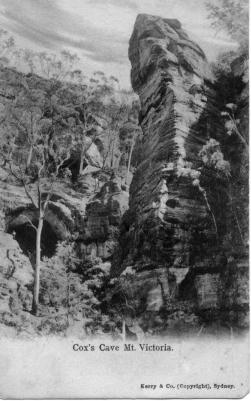 Cox's Cave Mt. Victoria.
Kerry & Co. (Copyright), Sydney.